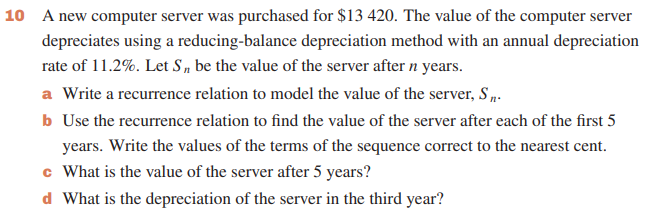 10 A new computer server was purchased for $13 420. The value of the computer server
depreciates using a reducing-balance depreciation method with an annual depreciation
rate of 11.2%. Let Sₙ be the value of the server after n years.
a Write a recurrence relation to model the value of the server, Sₙ.
b Use the recurrence relation to find the value of the server after each of the first 5
years. Write the values of the terms of the sequence correct to the nearest cent.
c What is the value of the server after 5 years?
d What is the depreciation of the server in the third year?